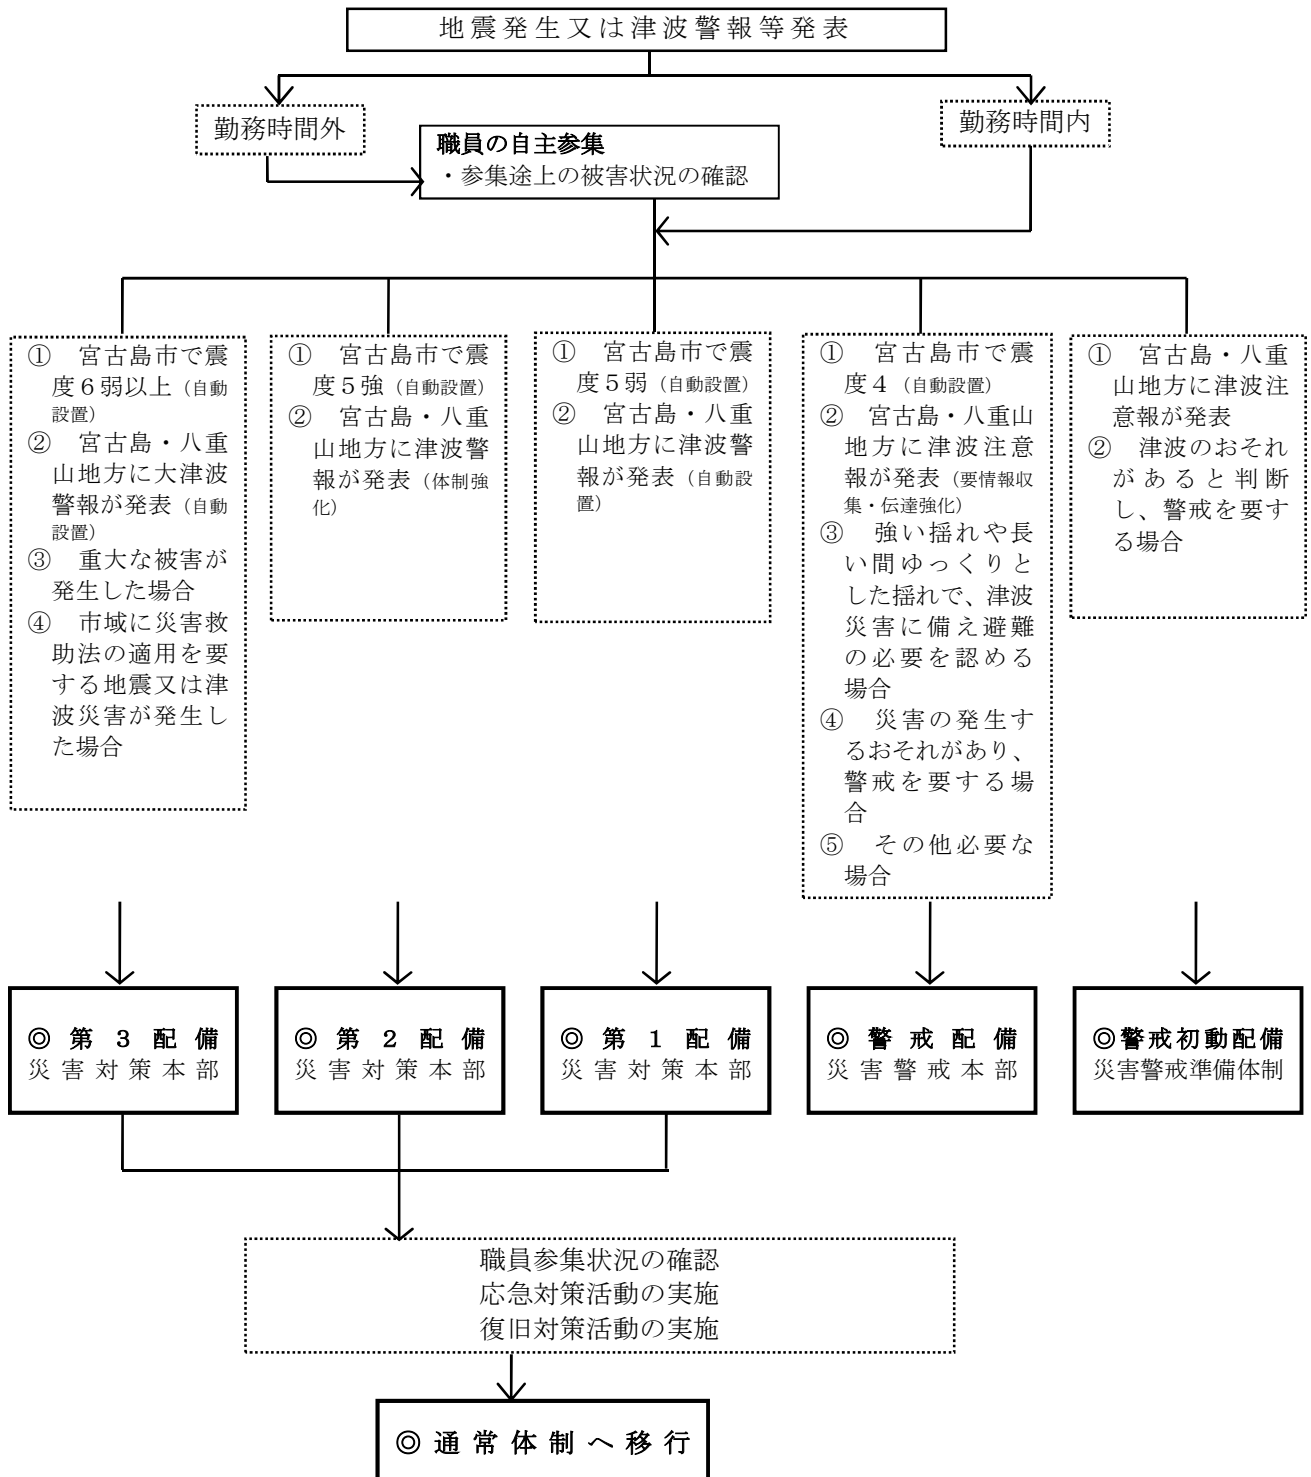 地震発生又は津波警報等発表
勤務時間外
勤務時間内
職員の自主参集
・参集途上の被害状況の確認
① 宮古島市で震
度６弱以上（自動
設置）
② 宮古島・八重
山地方に大津波
警報が発表（自動
設置）
③ 重大な被害が
発生した場合
④ 市域に災害救
助法の適用を要
する地震又は津
波災害が発生し
た場合
① 宮古島市で震
度５強（自動設置）
② 宮古島・八重
山地方に津波警
報が発表（体制強
化）
① 宮古島市で震
度５弱（自動設置）
② 宮古島・八重
山地方に津波警
報が発表（自動設
置）
① 宮古島市で震
度４（自動設置）
② 宮古島・八重山
地方に津波注意
報が発表（要情報収
集・伝達強化）
③ 強い揺れや長
い間ゆっくりと
した揺れで、津波
災害に備え避難
の必要を認める
場合
④ 災害の発生す
るおそれがあり、
警戒を要する場
合
⑤ その他必要な
場合
① 宮古島・八重
山地方に津波注
意報が発表
② 津波のおそれ
があると判断
し、警戒を要す
る場合
◎第３配備
災害対策本部
◎第２配備
災害対策本部
◎第１配備
災害対策本部
◎警戒配備
災害警戒本部
◎警戒初動配備
災害警戒準備体制
職員参集状況の確認
応急対策活動の実施
復旧対策活動の実施
◎通常体制へ移行